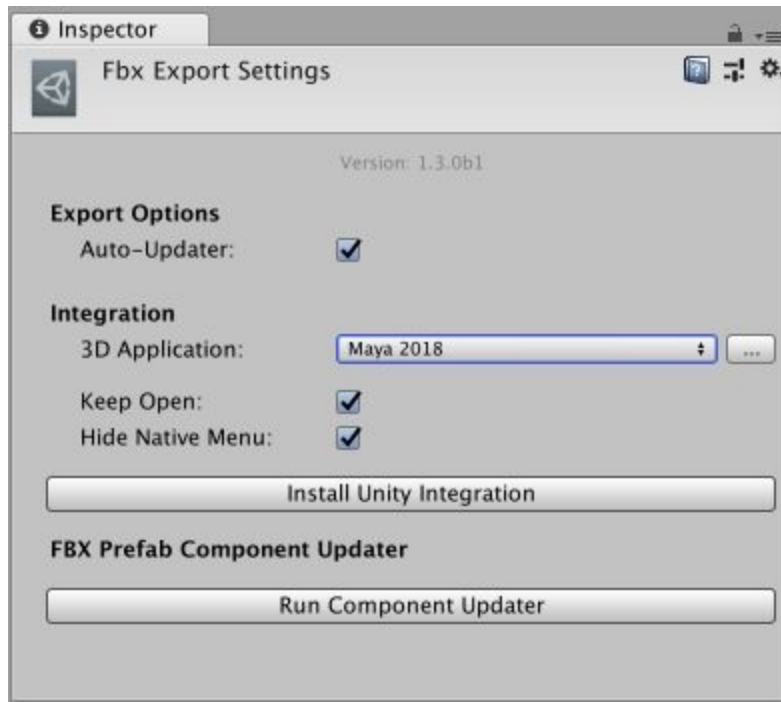 Inspector
Fbx Export Settings
Version: 1.3.0b1
Export Options
Auto-Updater:
Integration
3D Application: Maya 2018 ...
Keep Open:
Hide Native Menu:
Install Unity Integration
FBX Prefab Component Updater
Run Component Updater